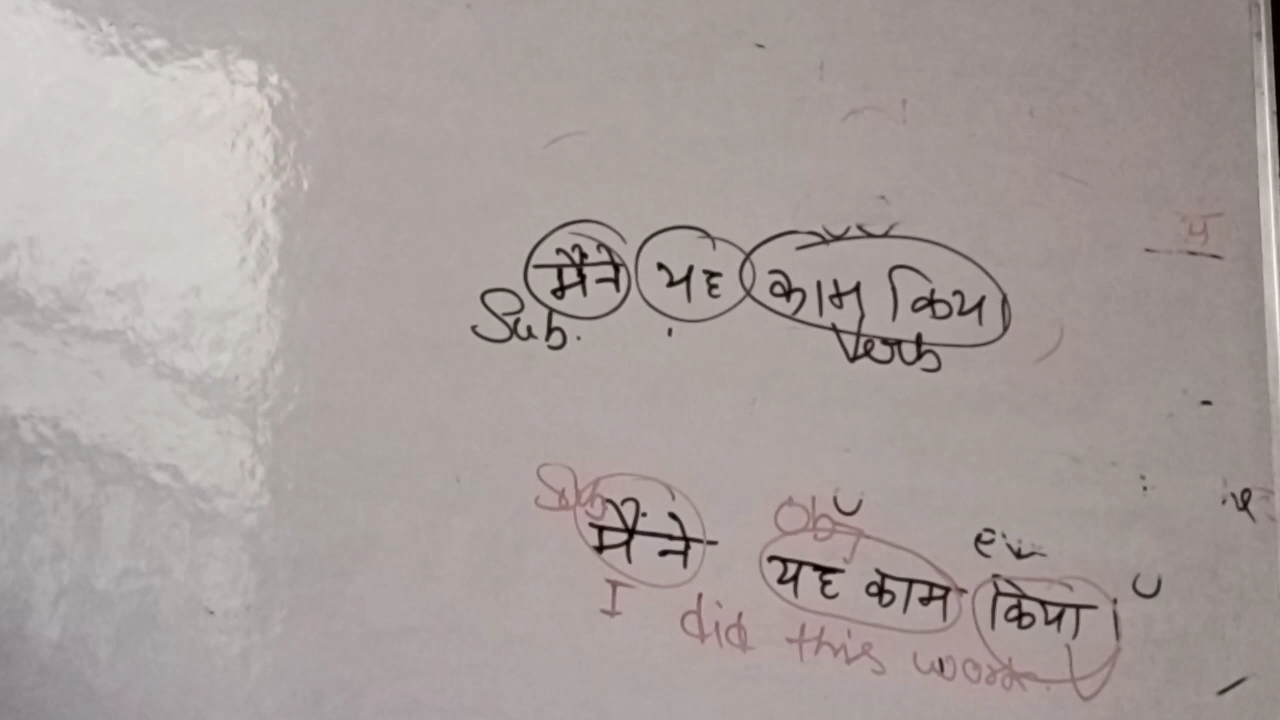 मैंने यह काम किया
Sub. Verb
Sub Obj
मैंने यह काम किया।
I did this work